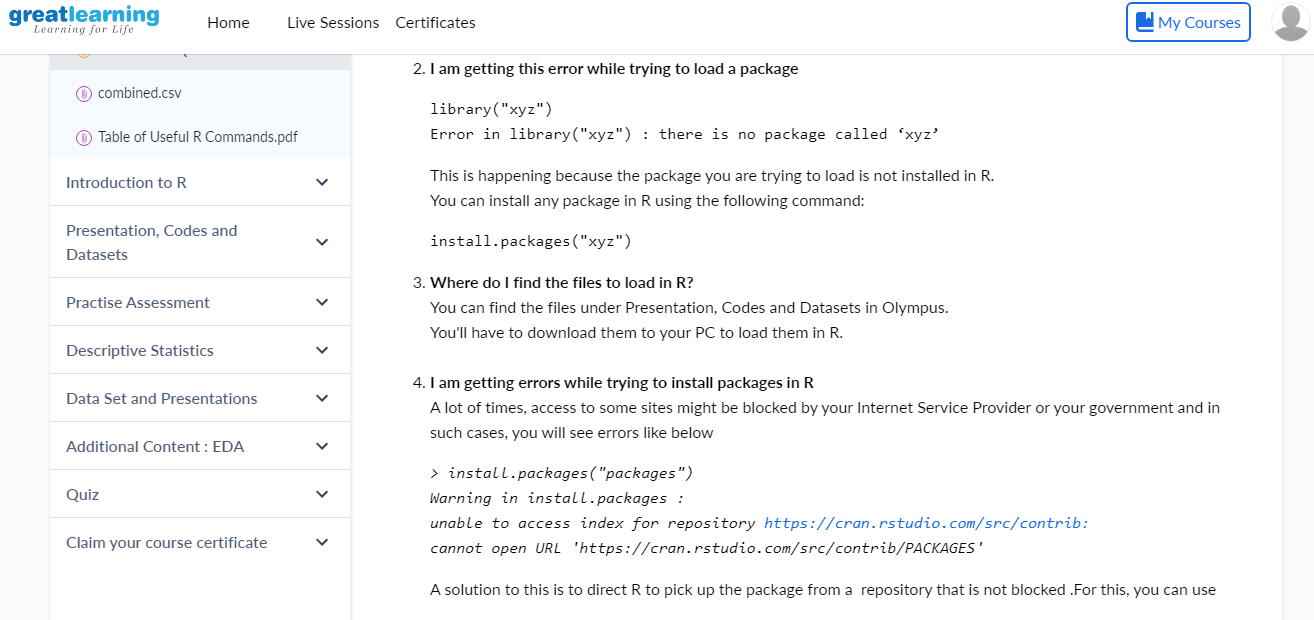 greatlearning
Learning for Life
Home
Live Sessions
Certificates
My Courses
combined.csv
Table of Useful R Commands.pdf
Introduction to R
Presentation, Codes and
Datasets
Practise Assessment
Descriptive Statistics
Data Set and Presentations
Additional Content : EDA
Quiz
Claim your course certificate
2. I am getting this error while trying to load a package
library("xyz")
Error in library("xyz") : there is no package called ‘xyz’
This is happening because the package you are trying to load is not installed in R.
You can install any package in R using the following command:
install.packages("xyz")
3. Where do I find the files to load in R?
You can find the files under Presentation, Codes and Datasets in Olympus.
You'll have to download them to your PC to load them in R.
4. I am getting errors while trying to install packages in R
A lot of times, access to some sites might be blocked by your Internet Service Provider or your government and in
such cases, you will see errors like below
> install.packages("packages")
Warning in install.packages :
unable to access index for repository https://cran.rstudio.com/src/contrib:
cannot open URL 'https://cran.rstudio.com/src/contrib/PACKAGES'
A solution to this is to direct R to pick up the package from a  repository that is not blocked .For this, you can use